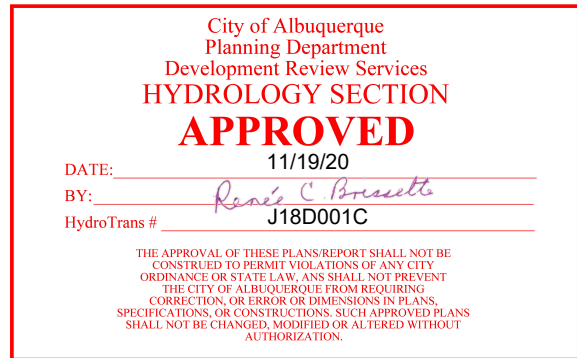 City of Albuquerque
Planning Department
Development Review Services
HYDROLOGY SECTION
APPROVED
DATE: 11/19/20
BY: Renée C. Brissette
HydroTrans # J18D001C
THE APPROVAL OF THESE PLANS/REPORT SHALL NOT BE
CONSTRUED TO PERMIT VIOLATIONS OF ANY CITY
ORDINANCE OR STATE LAW, ANS SHALL NOT PREVENT
THE CITY OF ALBUQUERQUE FROM REQUIRING
CORRECTION, OR ERROR OR DIMENSIONS IN PLANS,
SPECIFICATIONS, OR CONSTRUCTIONS. SUCH APPROVED PLANS
SHALL NOT BE CHANGED, MODIFIED OR ALTERED WITHOUT
AUTHORIZATION.